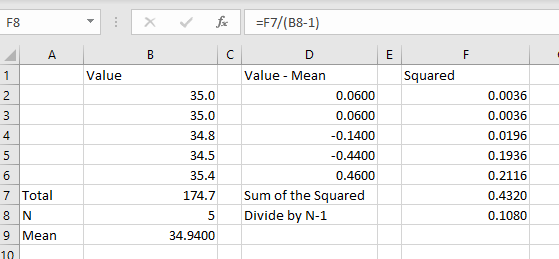 F8 fx =F7/(B8-1)
A B C D E F
1 Value Value - Mean Squared
2 35.0 0.0600 0.0036
3 35.0 0.0600 0.0036
4 34.8 -0.1400 0.0196
5 34.5 -0.4400 0.1936
6 35.4 0.4600 0.2116
7 Total 174.7 Sum of the Squared 0.4320
8 N 5 Divide by N-1 0.1080
9 Mean 34.9400
10